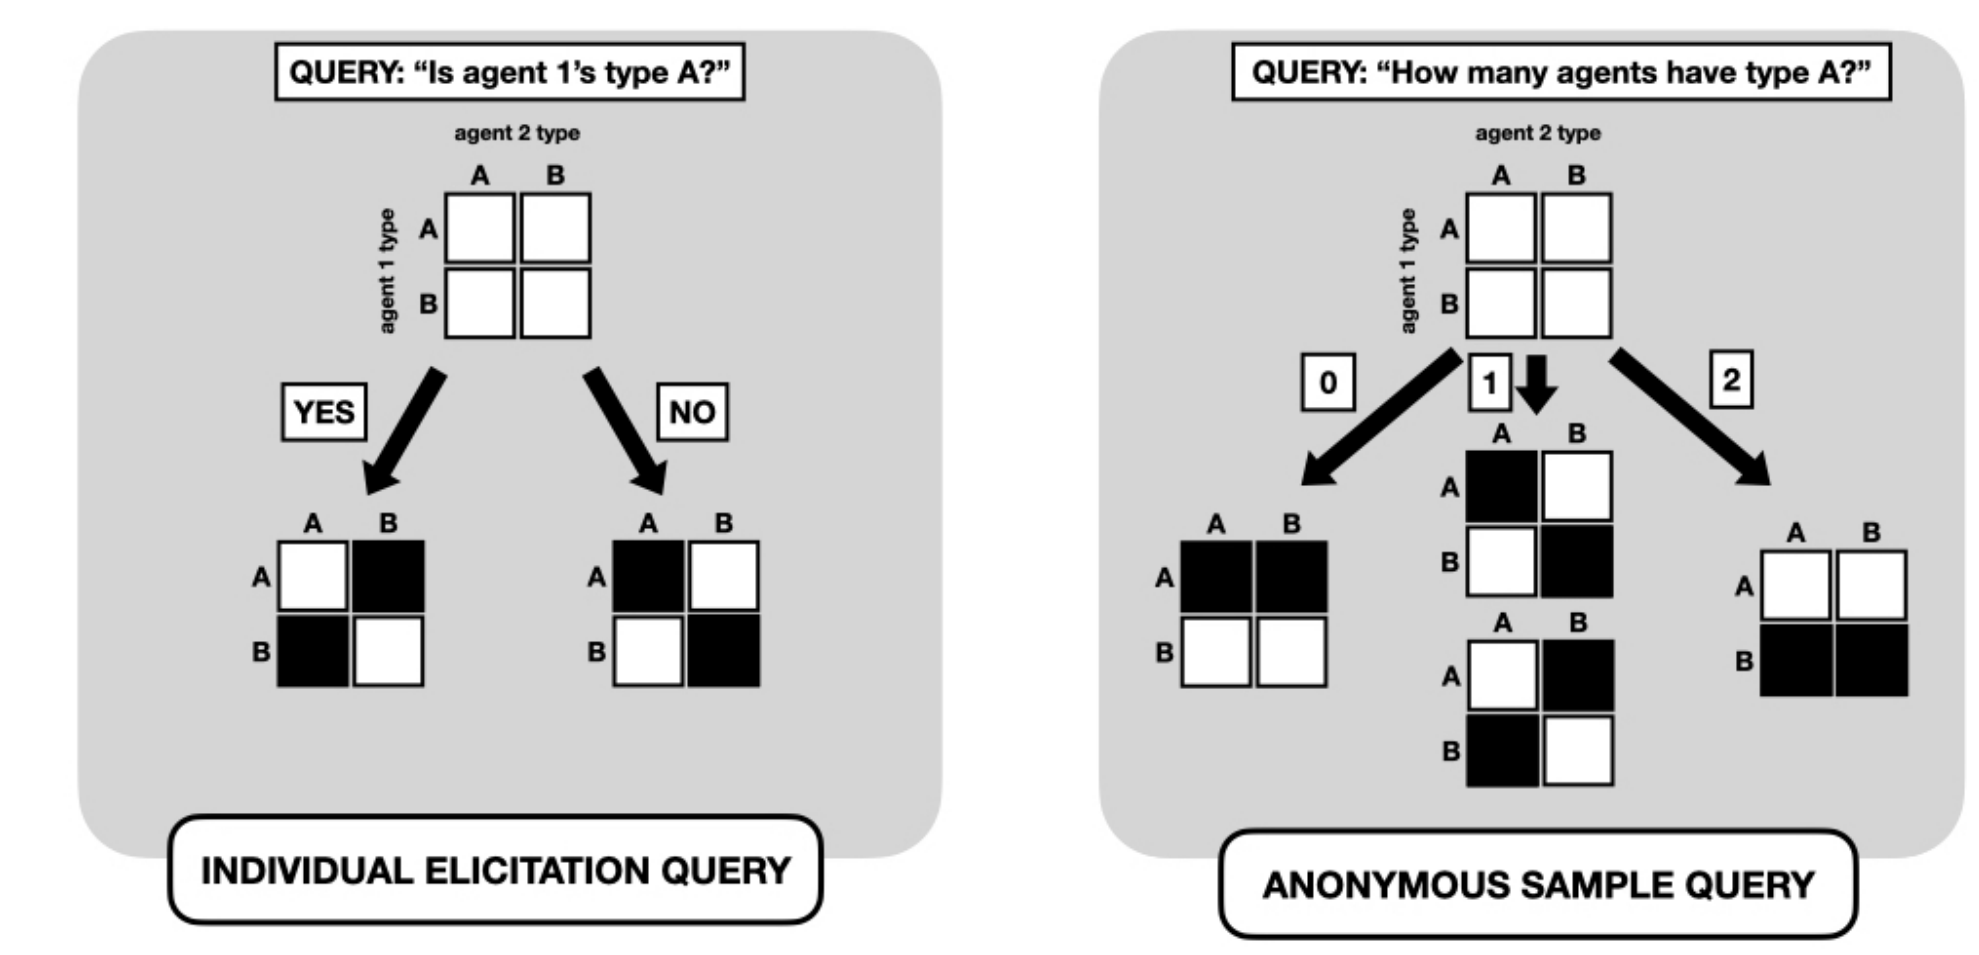 QUERY: “Is agent 1’s type A?”
agent 2 type
A B
agent 1 type
A
B
YES
NO
A B
A
B
A B
A
B
INDIVIDUAL ELICITATION QUERY
QUERY: “How many agents have type A?”
agent 2 type
A B
agent 1 type
A
B
0
1
2
A B
A
B
A B
A
B
A B
A
B
A B
A
B
ANONYMOUS SAMPLE QUERY